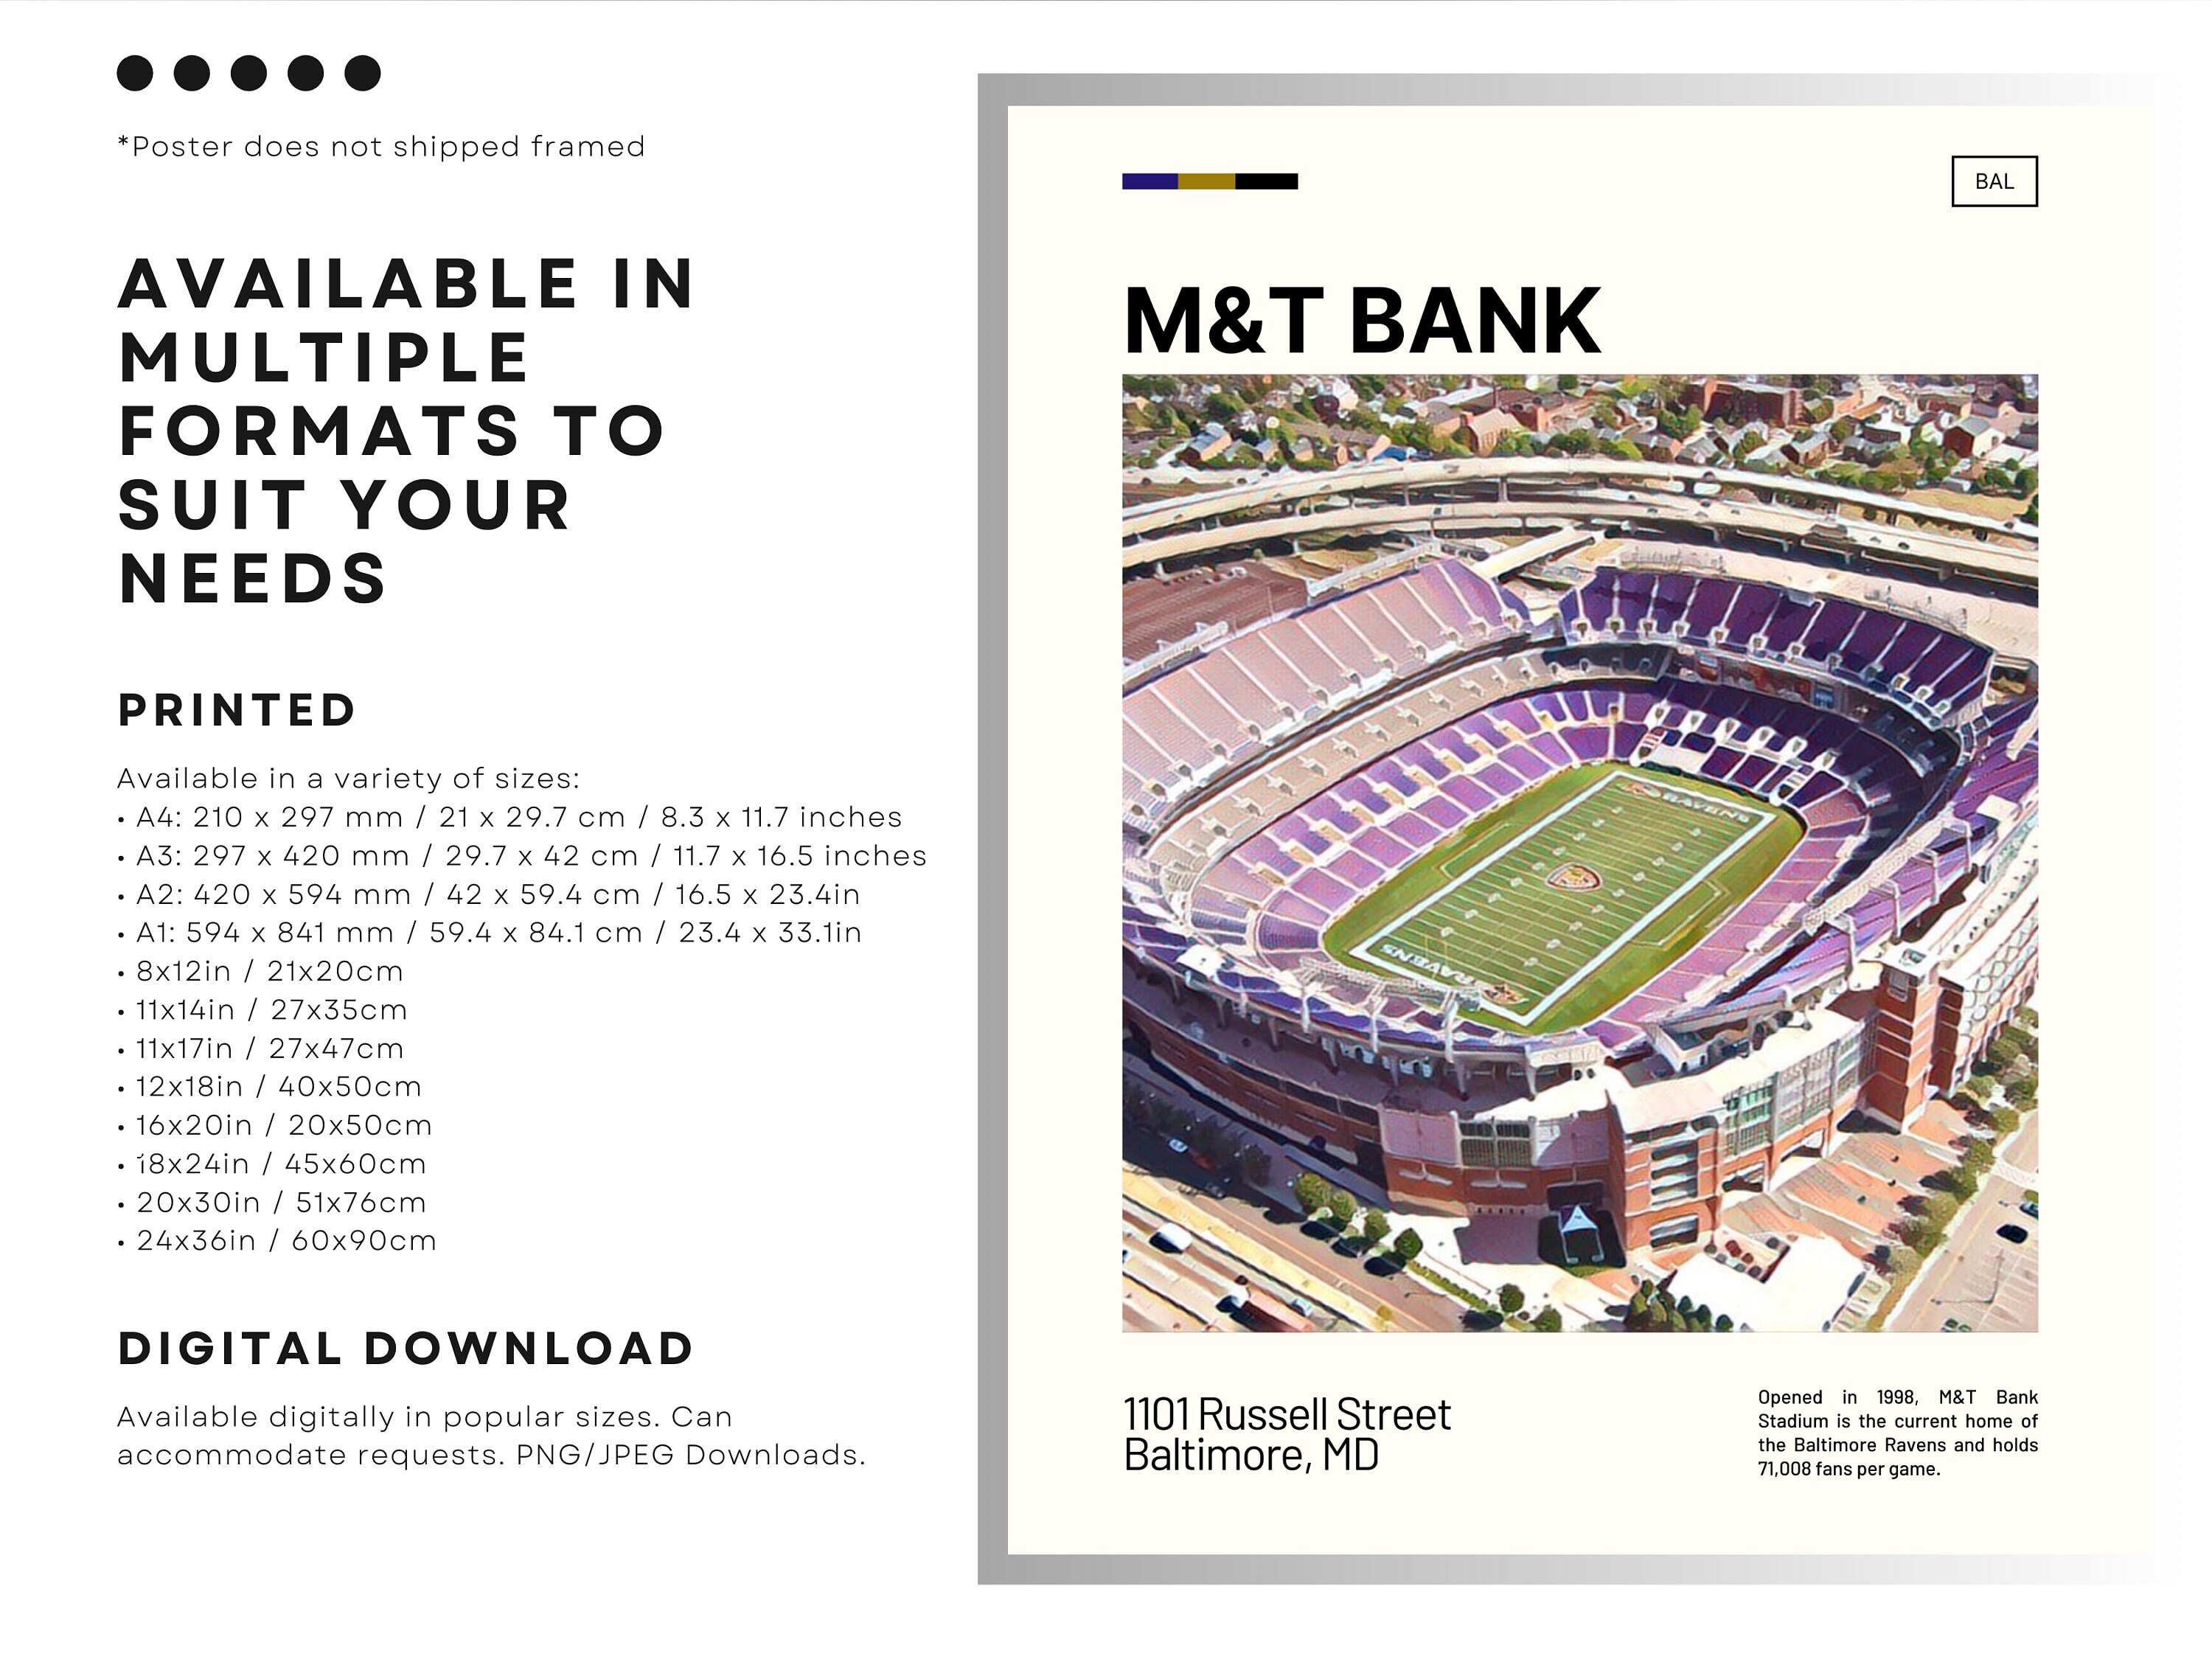 *Poster does not shipped framed
AVAILABLE IN
MULTIPLE
FORMATS TO
SUIT YOUR
NEEDS
PRINTED
Available in a variety of sizes:
• A4: 210 x 297 mm / 21 x 29.7 cm / 8.3 x 11.7 inches
• A3: 297 x 420 mm / 29.7 x 42 cm / 11.7 x 16.5 inches
• A2: 420 x 594 mm / 42 x 59.4 cm / 16.5 x 23.4in
• A1: 594 x 841 mm / 59.4 x 84.1 cm / 23.4 x 33.1in
• 8x12in / 21x20cm
• 11x14in / 27x35cm
• 11x17in / 27x47cm
• 12x18in / 40x50cm
• 16x20in / 20x50cm
• 18x24in / 45x60cm
• 20x30in / 51x76cm
• 24x36in / 60x90cm
DIGITAL DOWNLOAD
Available digitally in popular sizes. Can
accommodate requests. PNG/JPEG Downloads.
BAL
M&T BANK
RAVENS
RAVENS
1101 Russell Street
Baltimore, MD
Opened in 1998, M&T Bank
Stadium is the current home of
the Baltimore Ravens and holds
71,008 fans per game.